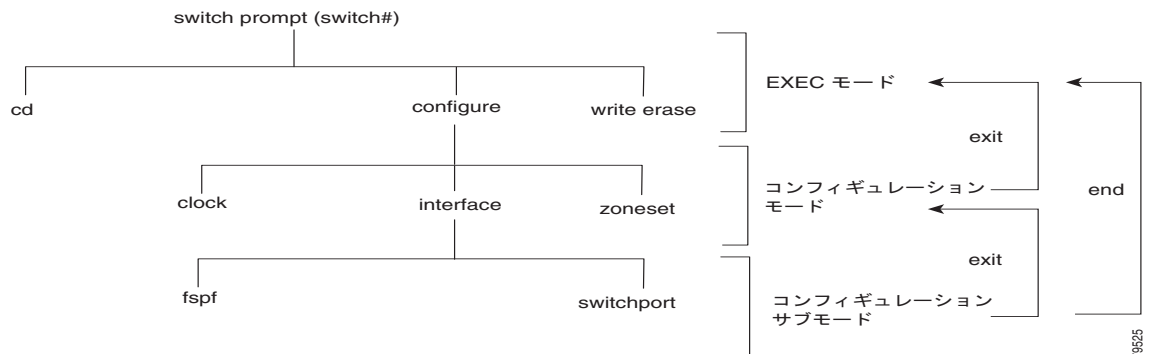 switch prompt (switch#)
EXEC モード
cd
configure
write erase
exit
clock
interface
zoneset
コンフィギュレーション
モード
end
exit
fspf
switchport
コンフィギュレーション
サブモード